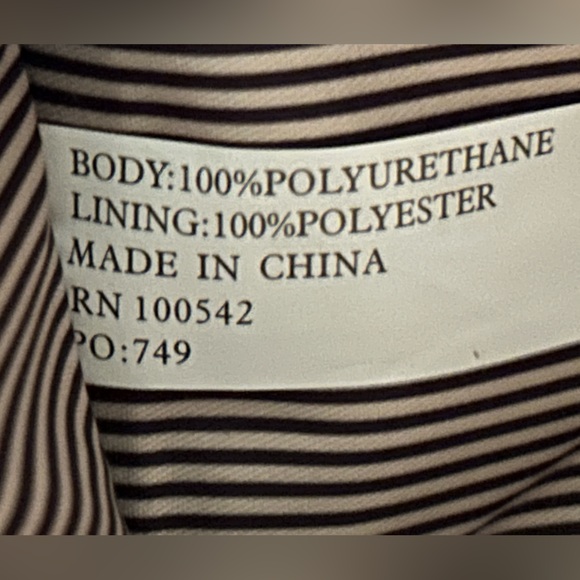 BODY:100%POLYURETHANE
LINING:100%POLYESTER
MADE IN CHINA
RN 100542
PO:749